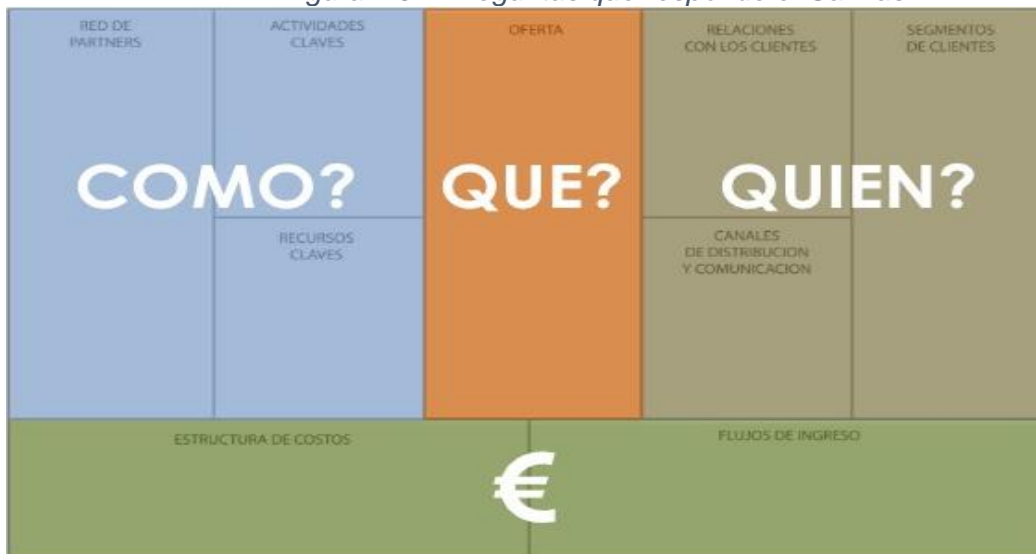 RED DE
PARTNERS
ACTIVIDADES
CLAVES
OFERTA
RELACIONES
CON LOS CLIENTES
SEGMENTOS
DE CLIENTES
COMO?
QUE?
QUIEN?
RECURSOS
CLAVES
CANALES
DE DISTRIBUCION
Y COMUNICACION
ESTRUCTURA DE COSTOS
FLUJOS DE INGRESO
€